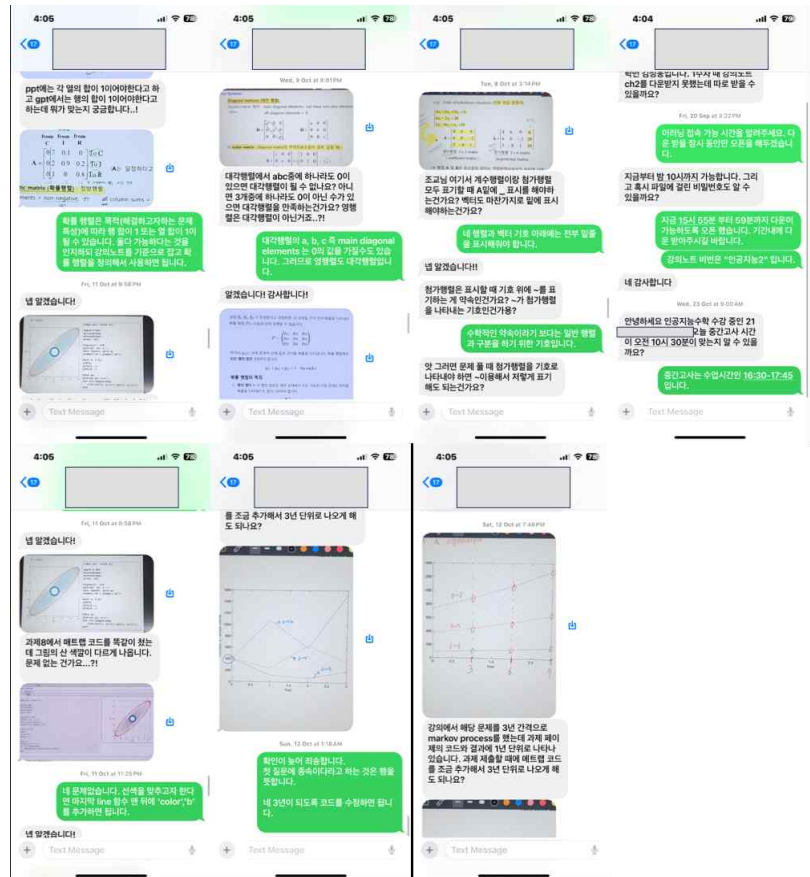 4:05
17
ppt에는 각 열의 합이 1이어야한다고 하
고 gpt에서는 행의 합이 1이어야한다고
하는데 뭐가 맞는지 궁금합니다..!
확률 행렬은 목적(해결하고자하는 문제
특성)에 따라 행 합이 1 또는 열 합이 1이
될 수 있습니다. 둘다 가능하다는 것을
인지하되 강의노트를 기준으로 잡고 확
률 행렬을 정의해서 사용하면 됩니다.
Fri, 11 Oct at 9:58 PM
넵 알겠습니다!
Text Message
4:05
17
Wed, 9 Oct at 8:01 PM
대각행렬에서 abc중에 하나라도 0이
있으면 대각행렬이 될 수 없나요? 아니
면 3개중에 하나라도 0이 아닌 수가 있
으면 대각행렬을 만족하는건가요? 영행
렬은 대각행렬이 아닌거죠..?!
대각행렬의 a, b, c 즉 main diagonal
elements 는 0의 값을 가질수도 있습
니다. 그러므로 영행렬도 대각행렬입니
다.
알겠습니다! 감사합니다!
Text Message
4:05
17
Tue, 8 Oct at 3:14 PM
조교님 여기서 계수행렬이랑 첨가행렬
모두 표기할 때 A밑에 _ 표시를 해야하
는건가요? 벡터도 마찬가지로 밑에 표시
해야하는건가요?
네 행렬과 벡터 기호 아래에는 전부 밑줄
을 표시해줘야 합니다.
넵 알겠습니다!!
첨가행렬은 표시할 때 기호 위에 ~를 표
기하는 게 약속인건가요? ~가 첨가행렬
을 나타내는 기호인건가용?
수학적인 약속이라기 보다는 일반 행렬
과 구분을 하기 위한 기호입니다.
앗 그러면 문제 풀 때 첨가행렬을 기호로
나타내야 하면 ~이용해서 저렇게 표기
해도 되는건가요?
Text Message
4:04
17
ch2를 다운받지 못했는데 따로 받을 수
있을까요?
Fri, 20 Sep at 3:22 PM
이러닝 접속 가능 시간을 알려주세요. 다
운 받을 잠시 동안만 오픈을 해두겠습니
다.
지금부터 밤 10시까지 가능합니다. 그리
고 혹시 파일에 걸린 비밀번호도 알 수
있을까요?
지금 15시 55분 부터 59분까지 다운이
가능하도록 오픈 했습니다. 기간내에 다
운 받아주시길 바랍니다.
강의노트 비번은 "인공지능2" 입니다.
네 감사합니다
Wed, 23 Oct at 9:00 AM
안녕하세요 인공지능수학 수강 중인 21
오늘 중간고사 시간
이 오전 10시 30분이 맞는지 알 수 있을
까요?
중간고사는 수업시간인 16:30-17:45
입니다.
Text Message
4:05
17
Fri, 11 Oct at 9:58 PM
넵 알겠습니다!
과제8에서 매트랩 코드를 똑같이 쳤는
데 그림의 산 색깔이 다르게 나옵니다.
문제 없는 건가요...?!
Fri, 11 Oct at 11:23 PM
네 문제없습니다. 선색을 맞추고자 한다
면 마지막 line 함수 맨 뒤에 'color','b'
를 추가하면 됩니다.
넵 알겠습니다!
Text Message
4:05
17
를 조금 추가해서 3년 단위로 나오게 해
도 되나요?
Sun, 13 Oct at 1:18 AM
확인이 늦어 죄송합니다.
첫 질문에 종속이다라고 하는 것은 행을
뜻합니다.
네 3년이 되도록 코드를 수정하면 됩니
다.
Text Message
4:05
17
Sat, 12 Oct at 7:49 PM
강의에서 해당 문제를 3년 간격으로
markov process를 했는데 과제 페이
제의 코드와 결과에 1년 단위로 나타나
있습니다. 과제 제출할 때에 매트랩 코드
를 조금 추가해서 3년 단위로 나오게 해
도 되나요?
Text Message